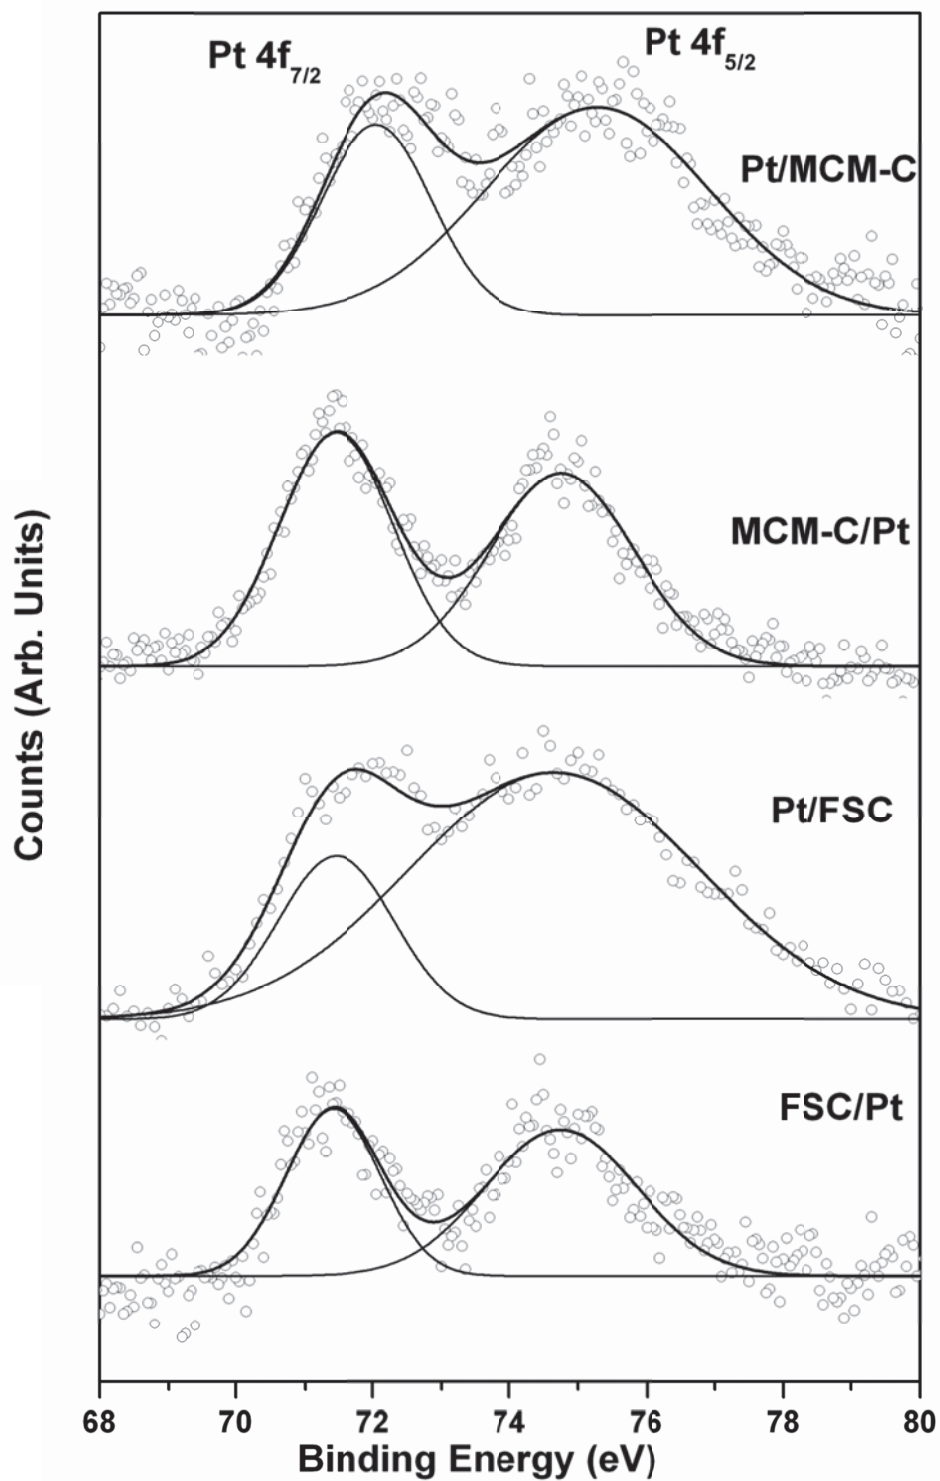 Pt 4f7/2
Pt 4f5/2
Pt/MCM-C
MCM-C/Pt
Pt/FSC
FSC/Pt
Counts (Arb. Units)
68 70 72 74 76 78 80
Binding Energy (eV)